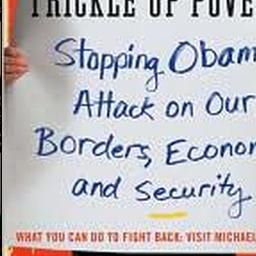 TRICKLE UP POVE
Stopping Obam
Attack on Our
Borders, Econor
and Security
WHAT YOU CAN DO TO FIGHT BACK: VISIT MICHAEL